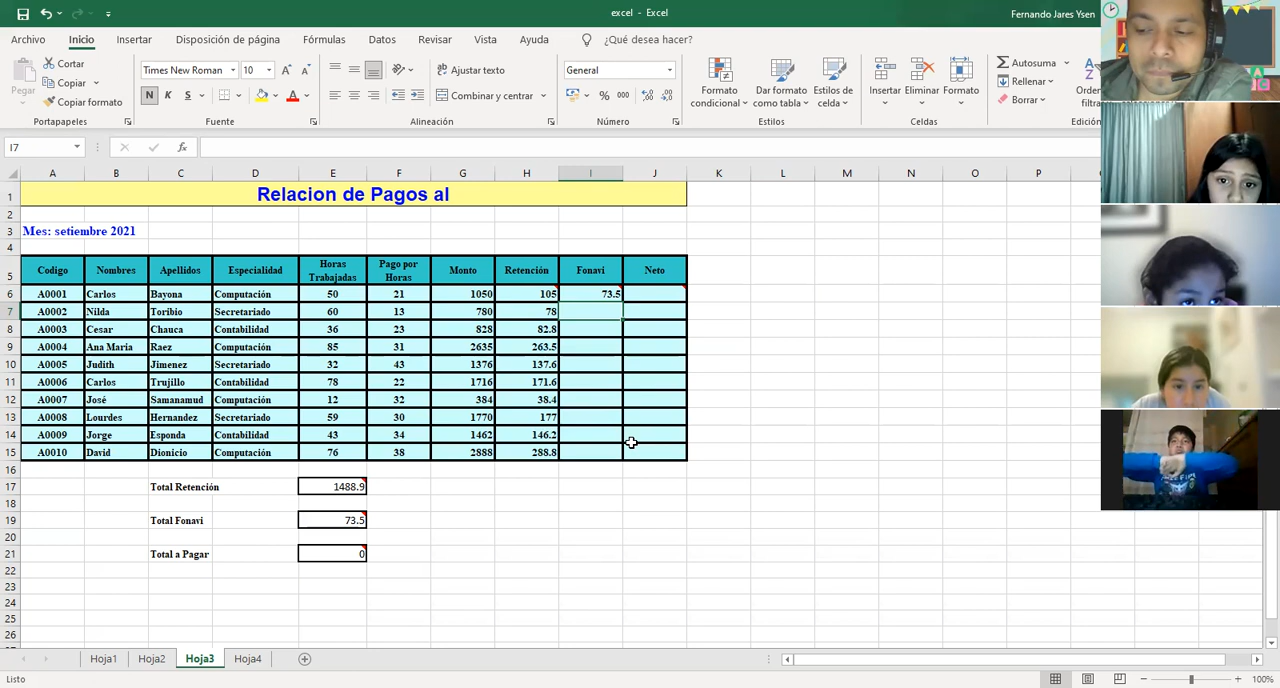 excel - Excel
Fernando Jares Ysen
Archivo Inicio Insertar Disposición de página Fórmulas Datos Revisar Vista Ayuda ¿Qué desea hacer?
Pegar
Cortar
Copiar
Copiar formato
Portapapeles
Times New Roman 10
N K S
Fuente
Ajustar texto
Combinar y centrar
Alineación
General
% 000
Número
Formato condicional
Dar formato como tabla
Estilos de celda
Estilos
Insertar Eliminar Formato
Celdas
Autosuma
Rellenar
Borrar
I7
A B C D E F G H I J K L M N O P
1 Relacion de Pagos al
2
3 Mes: setiembre 2021
4
5 Codigo Nombres Apellidos Especialidad Horas Trabajadas Pago por Horas Monto Retención Fonavi Neto
6 A0001 Carlos Bayona Computación 50 21 1050 105 73.5
7 A0002 Nilda Toribio Secretariado 60 13 780 78
8 A0003 Cesar Chauca Contabilidad 36 23 828 82.8
9 A0004 Ana Maria Raez Computación 85 31 2635 263.5
10 A0005 Judith Jimenez Secretariado 32 43 1376 137.6
11 A0006 Carlos Trujillo Contabilidad 78 22 1716 171.6
12 A0007 José Samanamud Computación 12 32 384 38.4
13 A0008 Lourdes Hernandez Secretariado 59 30 1770 177
14 A0009 Jorge Esponda Contabilidad 43 34 1462 146.2
15 A0010 David Dionicio Computación 76 38 2888 288.8
16
17 Total Retención 1488.9
18
19 Total Fonavi 73.5
20
21 Total a Pagar 0
22
23
24
25
26
Hoja1 Hoja2 Hoja3 Hoja4
Listo
100%